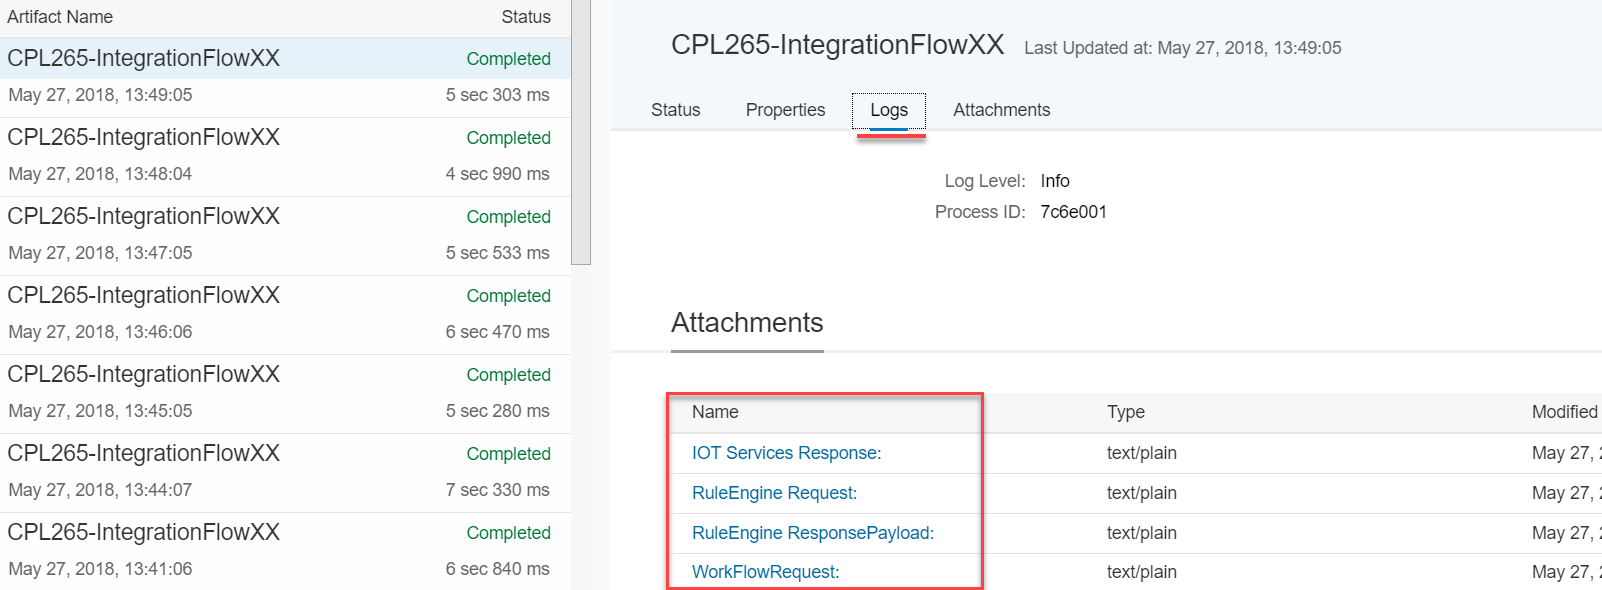 Artifact Name Status
CPL265-IntegrationFlowXX Completed
May 27, 2018, 13:49:05 5 sec 303 ms
CPL265-IntegrationFlowXX Completed
May 27, 2018, 13:48:04 4 sec 990 ms
CPL265-IntegrationFlowXX Completed
May 27, 2018, 13:47:05 5 sec 533 ms
CPL265-IntegrationFlowXX Completed
May 27, 2018, 13:46:06 6 sec 470 ms
CPL265-IntegrationFlowXX Completed
May 27, 2018, 13:45:05 5 sec 280 ms
CPL265-IntegrationFlowXX Completed
May 27, 2018, 13:44:07 7 sec 330 ms
CPL265-IntegrationFlowXX Completed
May 27, 2018, 13:41:06 6 sec 840 ms
CPL265-IntegrationFlowXX Last Updated at: May 27, 2018, 13:49:05
Status Properties Logs Attachments
Log Level: Info
Process ID: 7c6e001
Attachments
Name Type Modified
IOT Services Response: text/plain May 27,
RuleEngine Request: text/plain May 27,
RuleEngine ResponsePayload: text/plain May 27,
WorkFlowRequest: text/plain May 27,